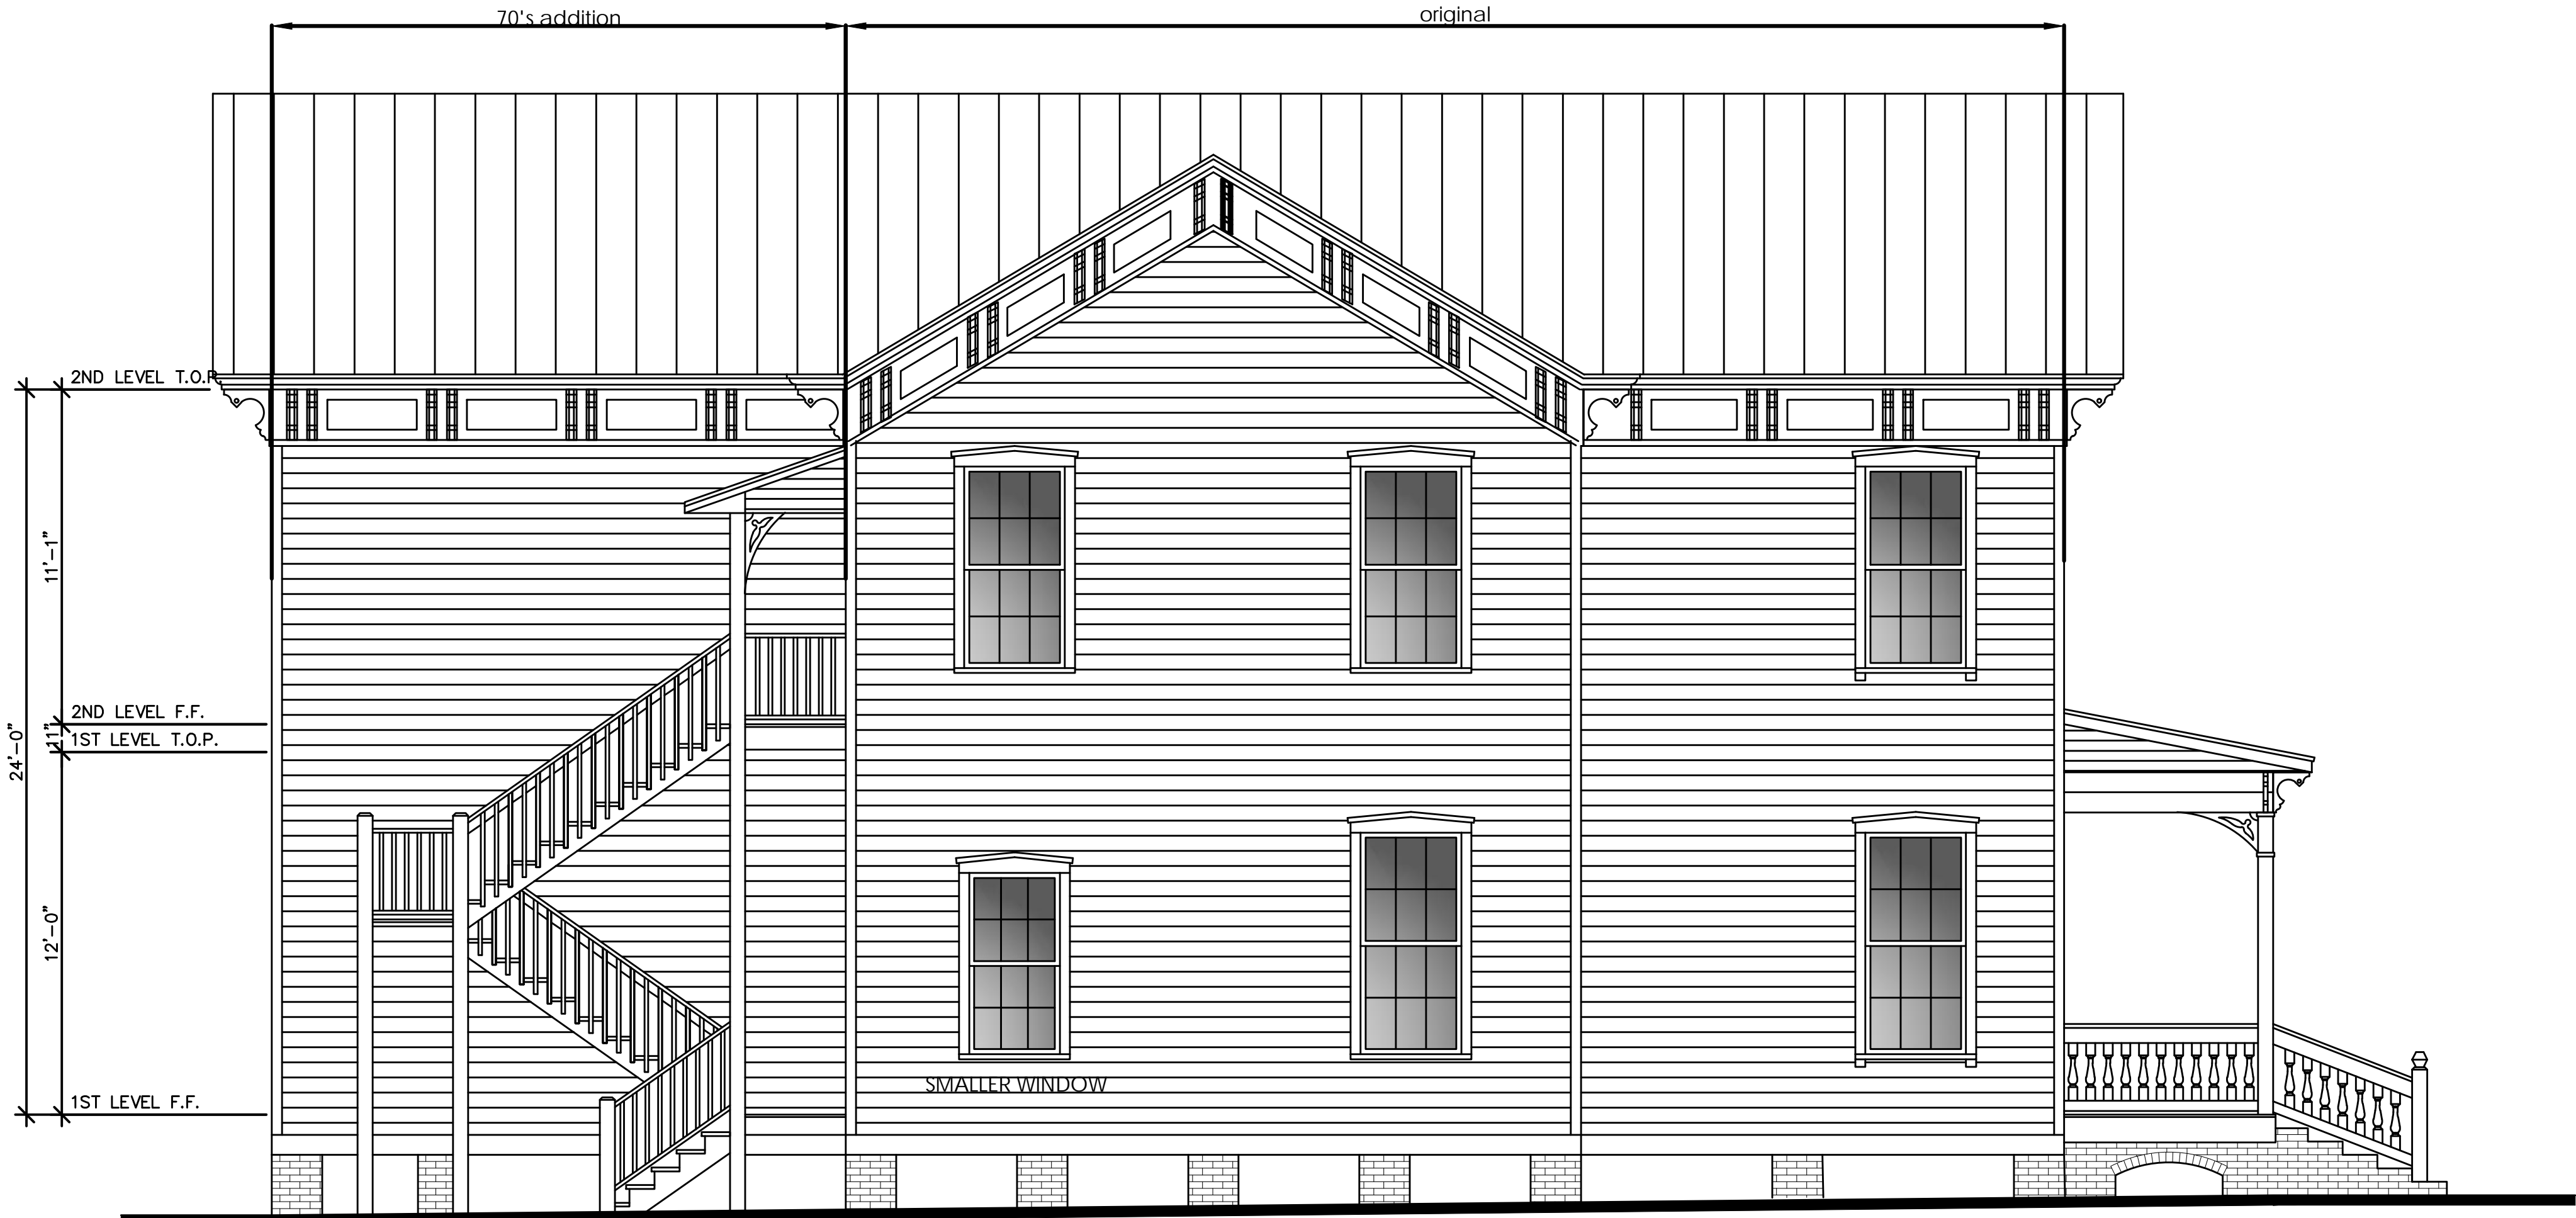 70's addition
original
2ND LEVEL T.O.P.
11'-1"
2ND LEVEL F.F.
11"
1ST LEVEL T.O.P.
24'-0"
12'-0"
SMALLER WINDOW
1ST LEVEL F.F.